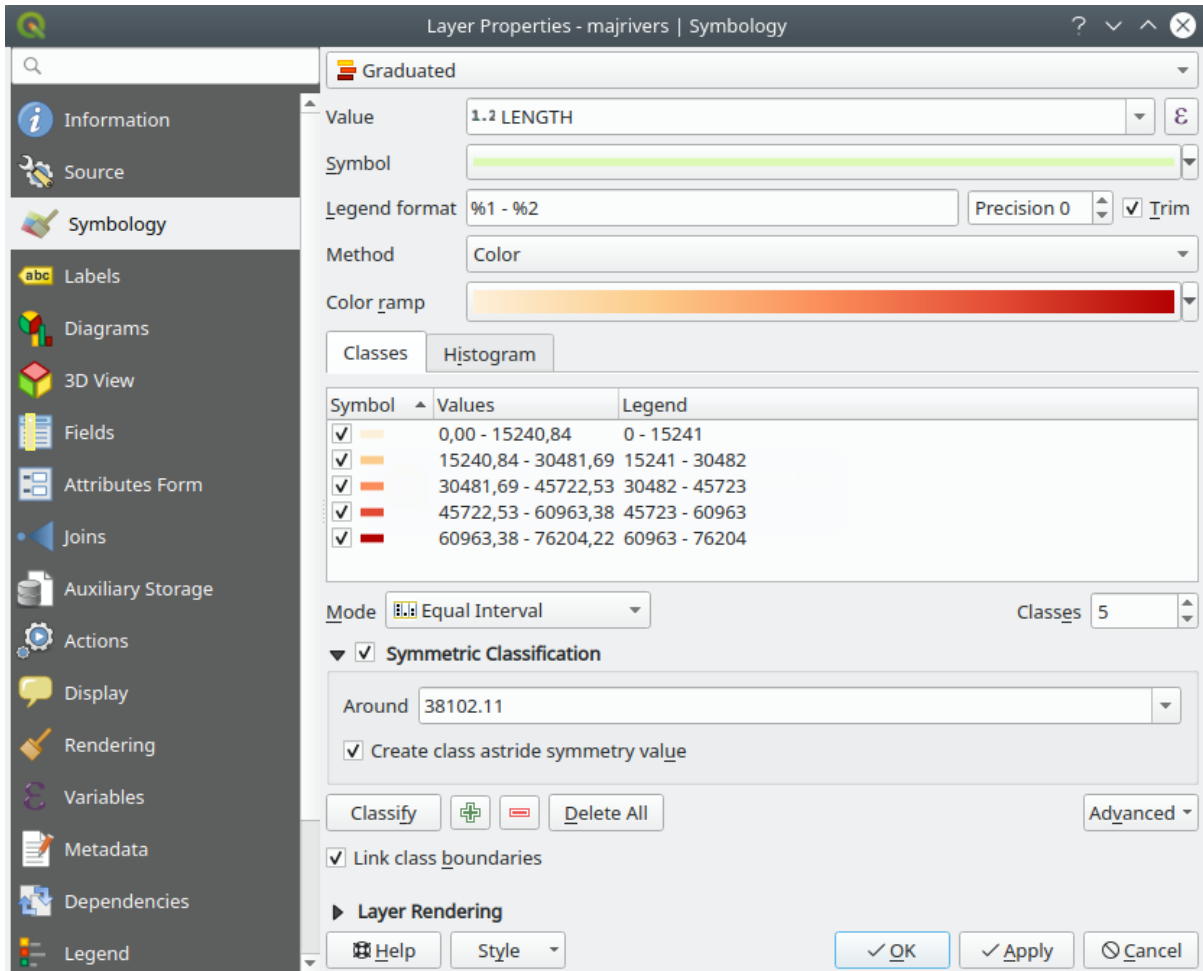 Layer Properties - majrivers | Symbology
Information
Source
Symbology
abc Labels
Diagrams
3D View
Fields
Attributes Form
Joins
Auxiliary Storage
Actions
Display
Rendering
Variables
Metadata
Dependencies
Legend
Graduated
Value 1.2 LENGTH ε
Symbol
Legend format %1 - %2 Precision 0 Trim
Method Color
Color ramp
Classes Histogram
Symbol Values Legend
0,00 - 15240,84 0 - 15241
15240,84 - 30481,69 15241 - 30482
30481,69 - 45722,53 30482 - 45723
45722,53 - 60963,38 45723 - 60963
60963,38 - 76204,22 60963 - 76204
Mode Equal Interval Classes 5
Symmetric Classification
Around 38102.11
Create class astride symmetry value
Classify Delete All Advanced
Link class boundaries
Layer Rendering
Help Style OK Apply Cancel